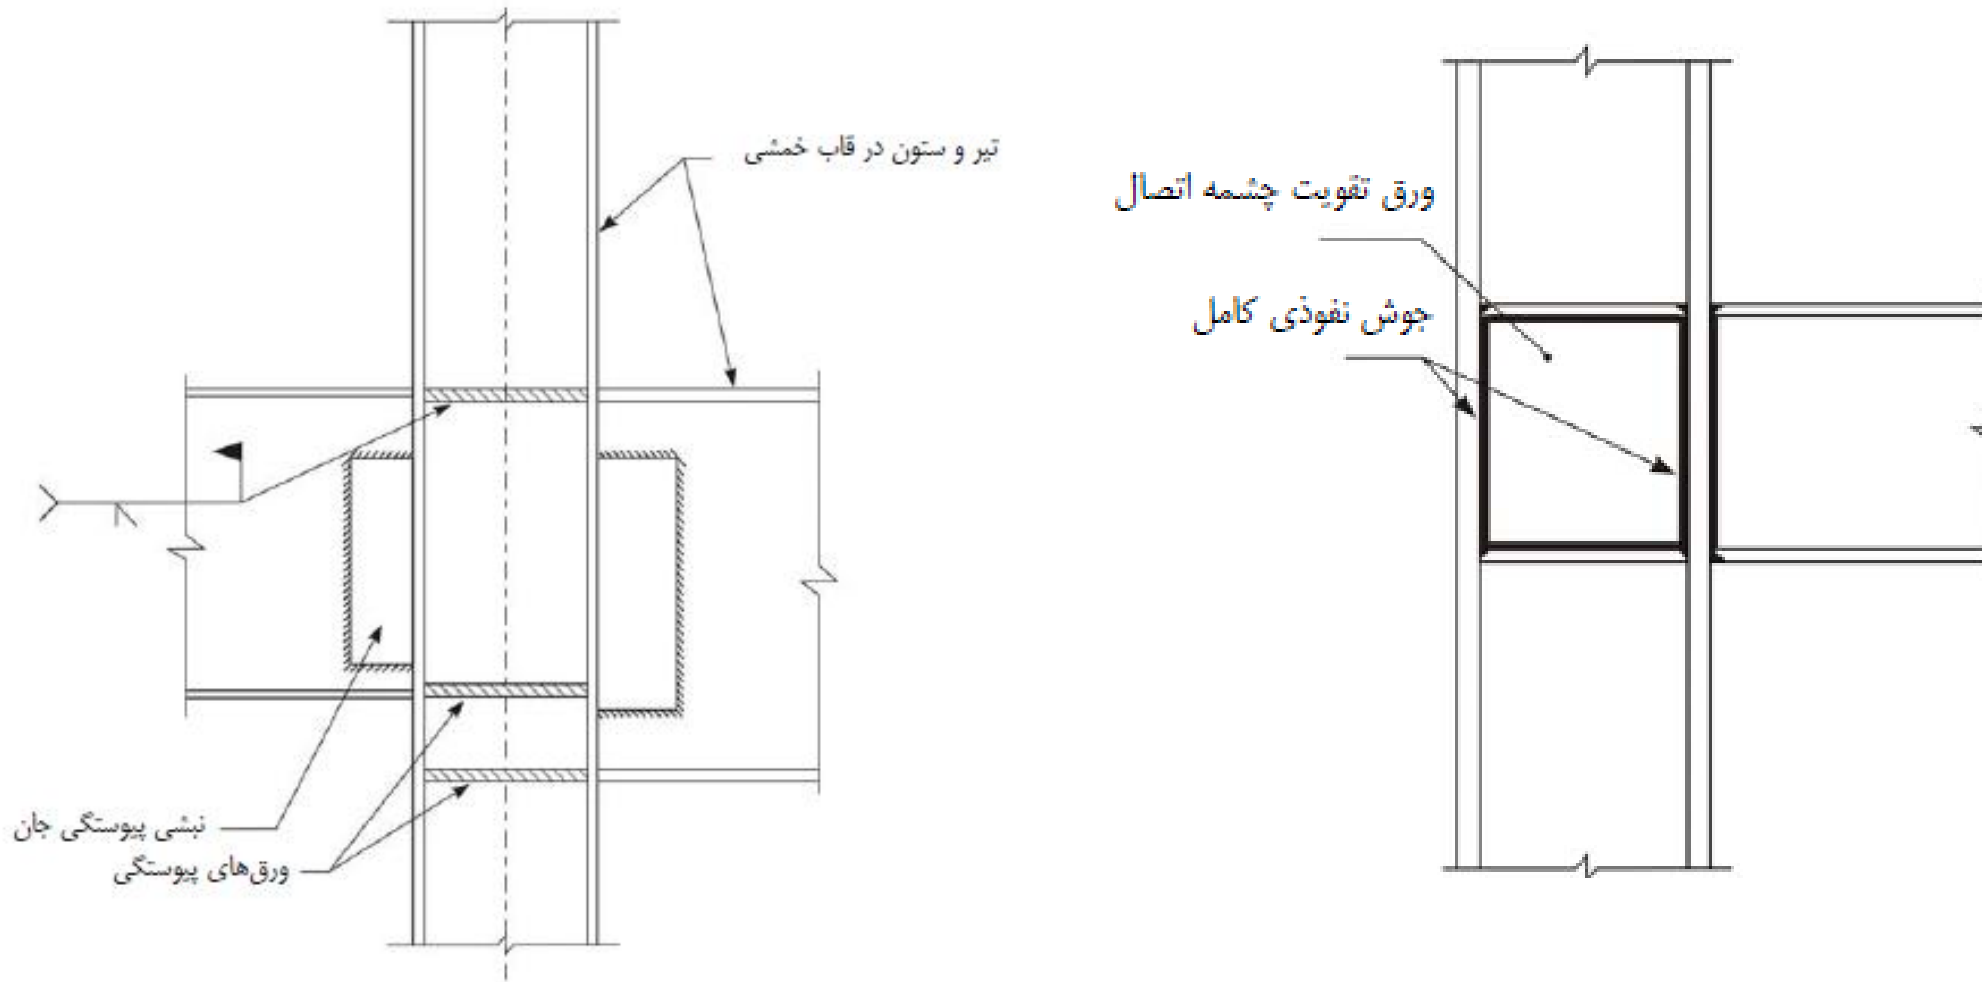 تیر و ستون در قاب خمشی
نبشی پیوستگی جان
ورق‌های پیوستگی
ورق تقویت چشمه اتصال
جوش نفوذی کامل